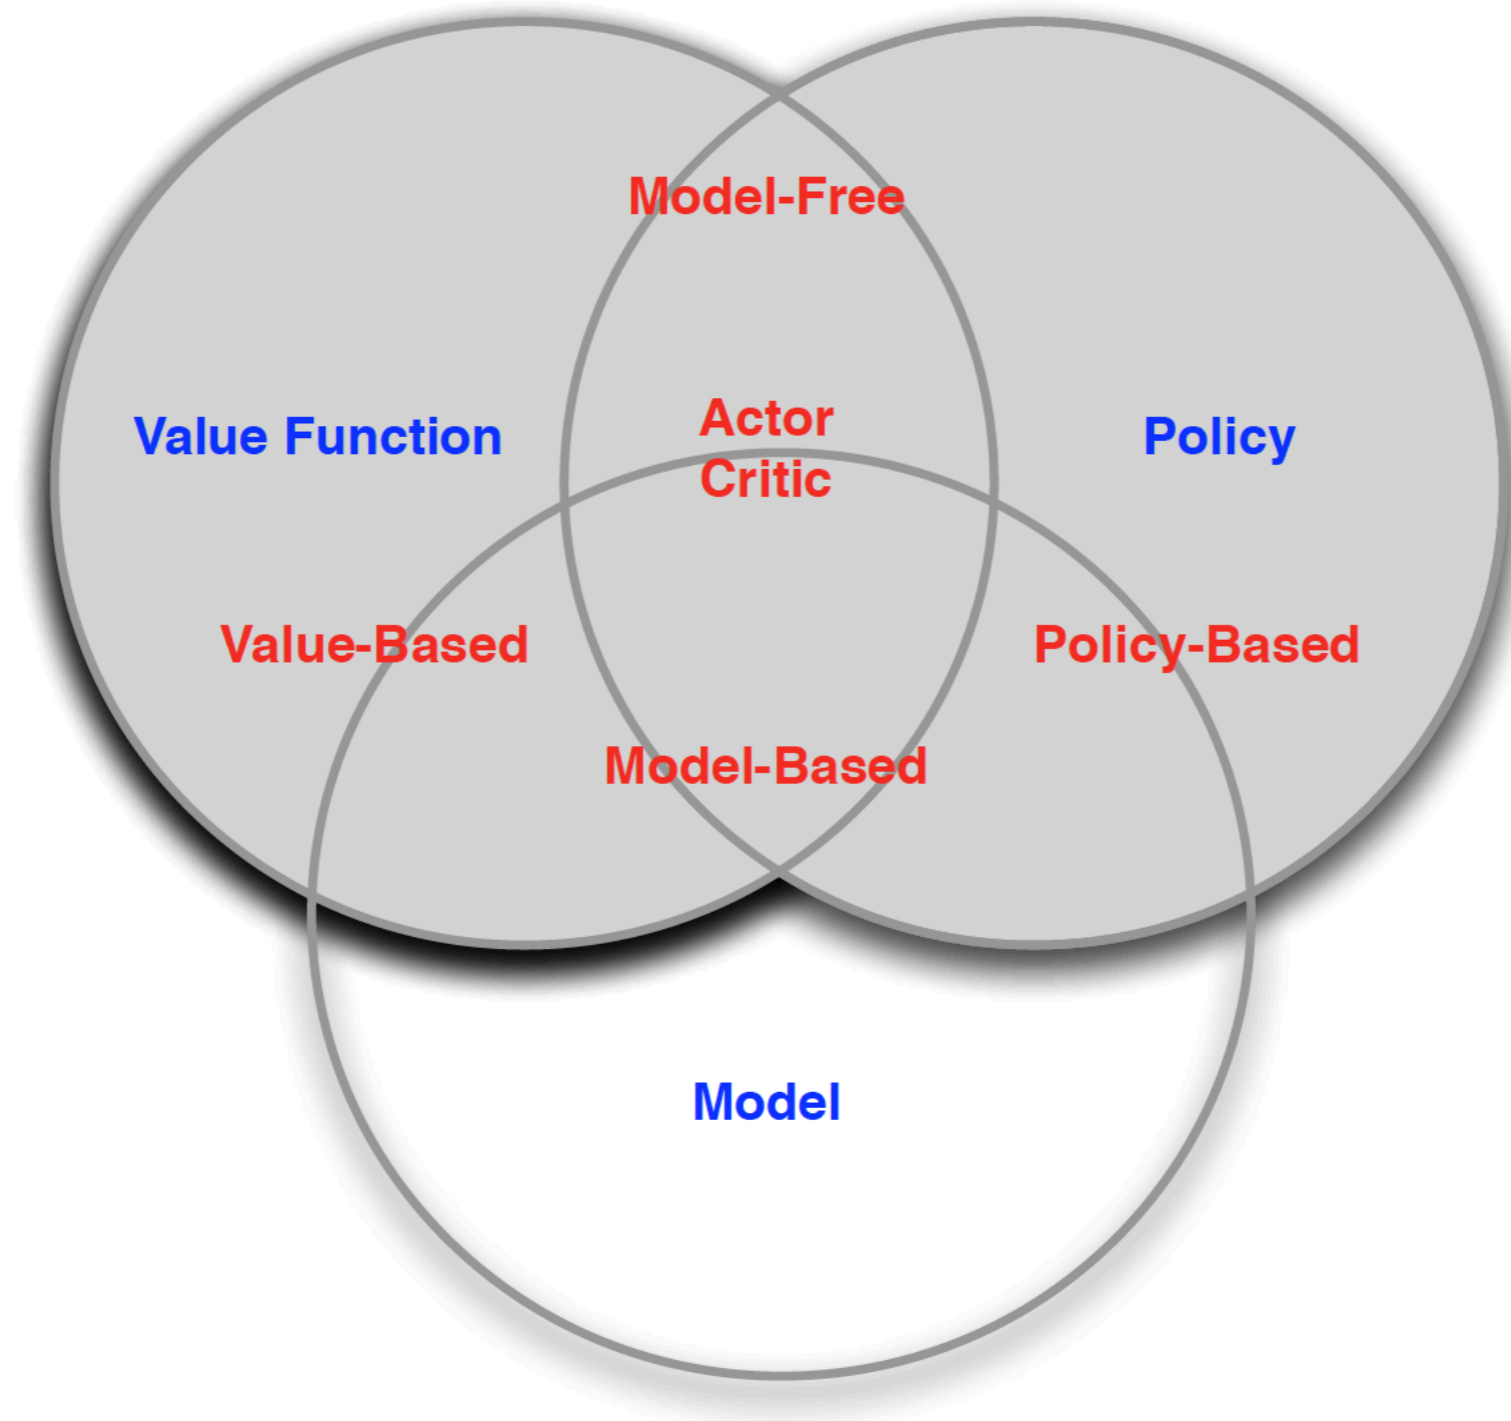 Model-Free
Value Function
Actor
Critic
Policy
Value-Based
Policy-Based
Model-Based
Model